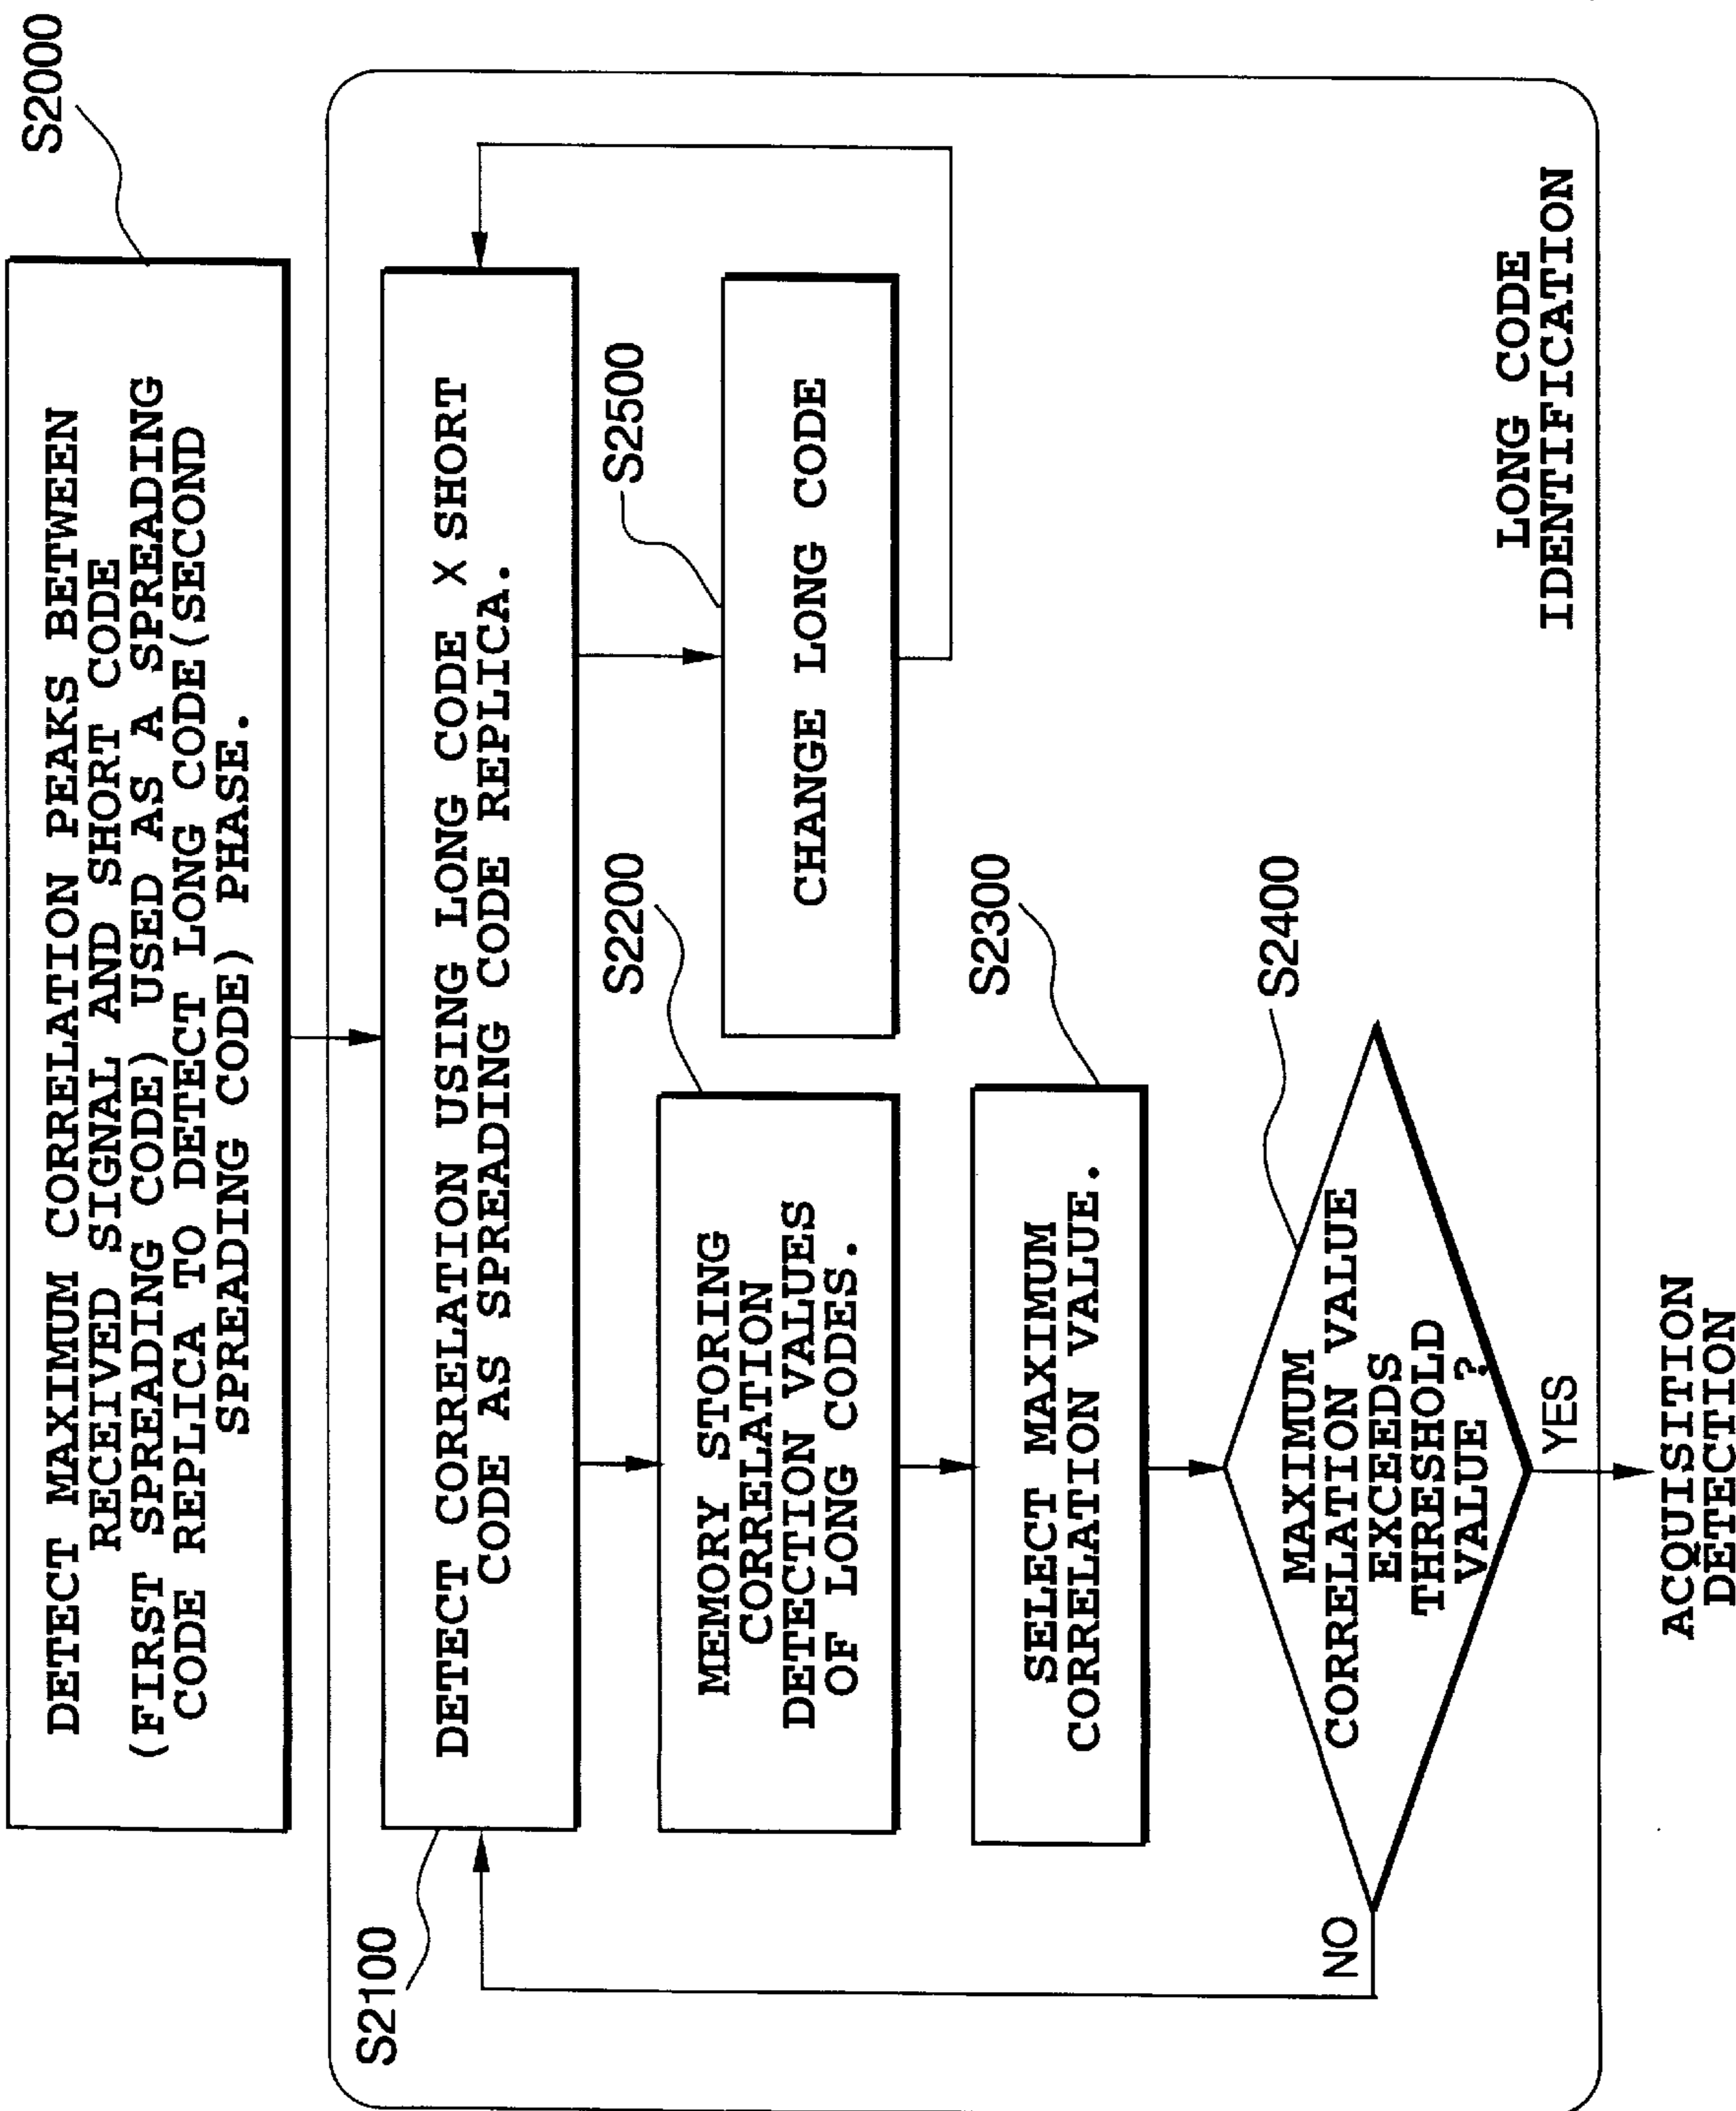 S2000
DETECT MAXIMUM CORRELATION PEAKS BETWEEN
RECEIVED SIGNAL AND SHORT CODE
(FIRST SPREADING CODE) USED AS A SPREADING
CODE REPLICA TO DETECT LONG CODE(SECOND
SPREADING CODE) PHASE.
S2100
DETECT CORRELATION USING LONG CODE X SHORT
CODE AS SPREADING CODE REPLICA.
S2200
MEMORY STORING
CORRELATION
DETECTION VALUES
OF LONG CODES.
S2500
CHANGE LONG CODE
S2300
SELECT MAXIMUM
CORRELATION VALUE.
S2400
MAXIMUM
CORRELATION VALUE
EXCEEDS
THRESHOLD
VALUE ?
NO
YES
LONG CODE
IDENTIFICATION
ACQUISITION
DETECTION